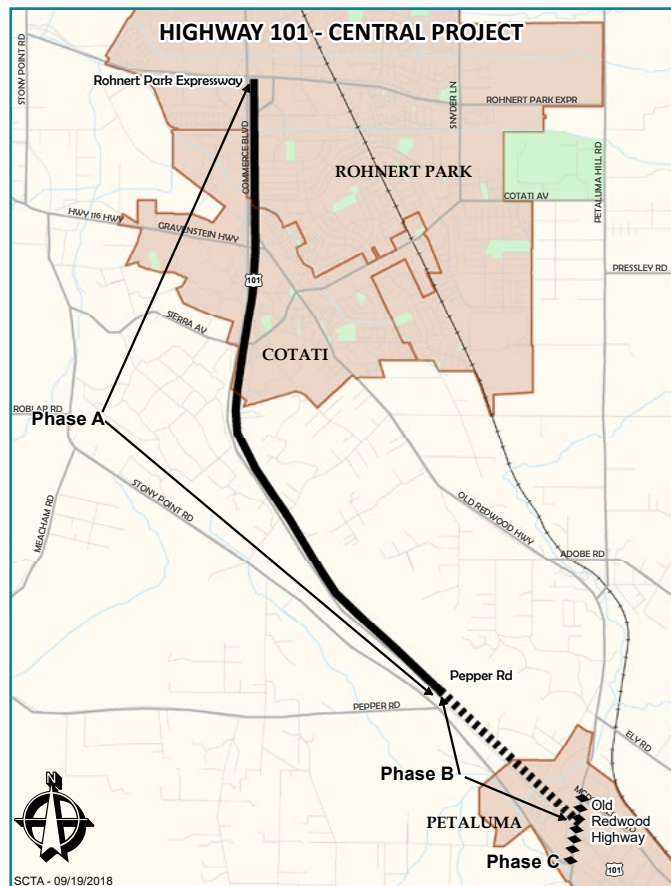 HIGHWAY 101 - CENTRAL PROJECT
STONY POINT RD
Rohnert Park Expressway
SNYDER LN
ROHNERT PARK EXPR
COMMERCE BLVD
PETALUMA HILL RD
ROHNERT PARK
COTATI AV
HWY 116 HWY
GRAVENSTEIN HWY
PRESSLEY RD
101
SIERRA AV
COTATI
ROBLAP RD
Phase A
STONY POINT RD
MEACHAM RD
OLD REDWOOD HWY
ADOBE RD
Pepper Rd
PEPPER RD
ELY RD
Phase B
Old
Redwood
Highway
PETALUMA
Phase C
101
N
SCTA - 09/19/2018